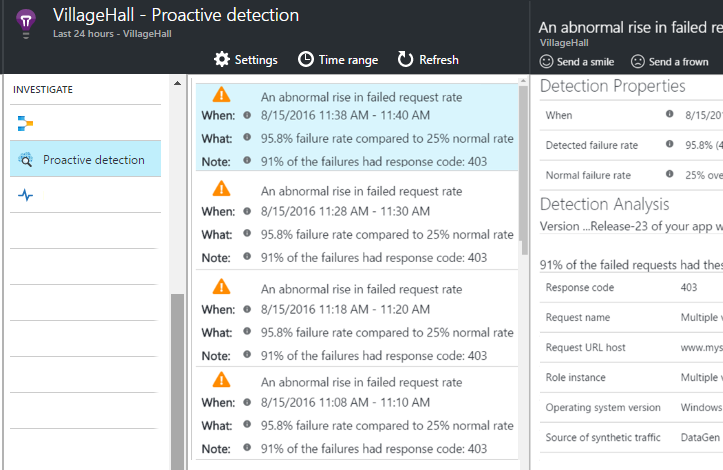 VillageHall - Proactive detection
Last 24 hours - VillageHall
Settings
Time range
Refresh
INVESTIGATE
Proactive detection
An abnormal rise in failed request rate
When: 8/15/2016 11:38 AM - 11:40 AM
What: 95.8% failure rate compared to 25% normal rate
Note: 91% of the failures had response code: 403
An abnormal rise in failed request rate
When: 8/15/2016 11:28 AM - 11:30 AM
What: 95.8% failure rate compared to 25% normal rate
Note: 91% of the failures had response code: 403
An abnormal rise in failed request rate
When: 8/15/2016 11:18 AM - 11:20 AM
What: 95.8% failure rate compared to 25% normal rate
Note: 91% of the failures had response code: 403
An abnormal rise in failed request rate
When: 8/15/2016 11:08 AM - 11:10 AM
What: 95.8% failure rate compared to 25% normal rate
Note: 91% of the failures had response code: 403
An abnormal rise in failed re
VillageHall
Send a smile
Send a frown
Detection Properties
When 8/15/
Detected failure rate 95.8% (4
Normal failure rate 25% ove
Detection Analysis
Version ...Release-23 of your app w
91% of the failed requests had thes
Response code 403
Request name Multiple v
Request URL host www.mys
Role instance Multiple v
Operating system version Windows
Source of synthetic traffic DataGen